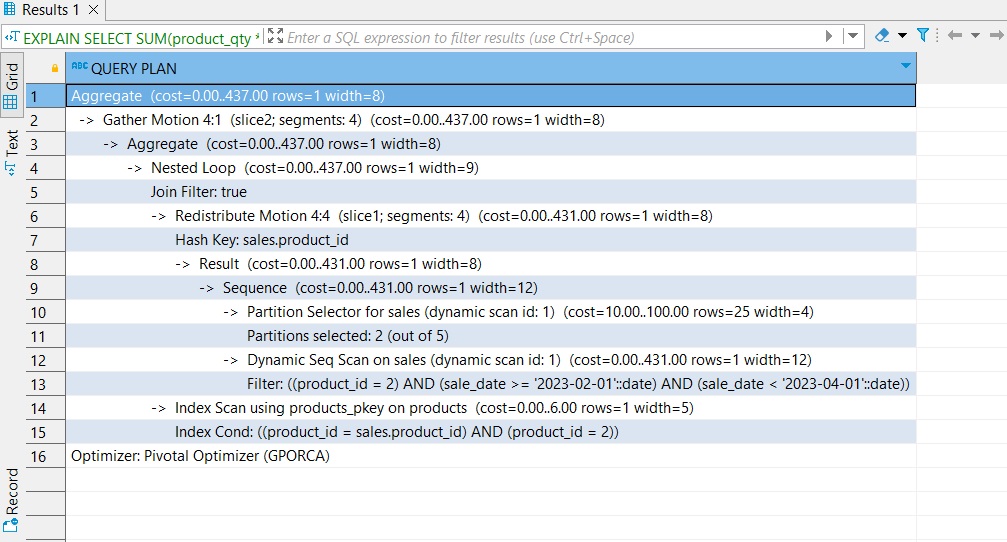 Results 1
EXPLAIN SELECT SUM(product_qty * Enter a SQL expression to filter results (use Ctrl+Space)
Grid
Text
Record
ABC QUERY PLAN
1 Aggregate (cost=0.00..437.00 rows=1 width=8)
2 -> Gather Motion 4:1 (slice2; segments: 4) (cost=0.00..437.00 rows=1 width=8)
3 -> Aggregate (cost=0.00..437.00 rows=1 width=8)
4 -> Nested Loop (cost=0.00..437.00 rows=1 width=9)
5 Join Filter: true
6 -> Redistribute Motion 4:4 (slice1; segments: 4) (cost=0.00..431.00 rows=1 width=8)
7 Hash Key: sales.product_id
8 -> Result (cost=0.00..431.00 rows=1 width=8)
9 -> Sequence (cost=0.00..431.00 rows=1 width=12)
10 -> Partition Selector for sales (dynamic scan id: 1) (cost=10.00..100.00 rows=25 width=4)
11 Partitions selected: 2 (out of 5)
12 -> Dynamic Seq Scan on sales (dynamic scan id: 1) (cost=0.00..431.00 rows=1 width=12)
13 Filter: ((product_id = 2) AND (sale_date >= '2023-02-01'::date) AND (sale_date < '2023-04-01'::date))
14 -> Index Scan using products_pkey on products (cost=0.00..6.00 rows=1 width=5)
15 Index Cond: ((product_id = sales.product_id) AND (product_id = 2))
16 Optimizer: Pivotal Optimizer (GPORCA)